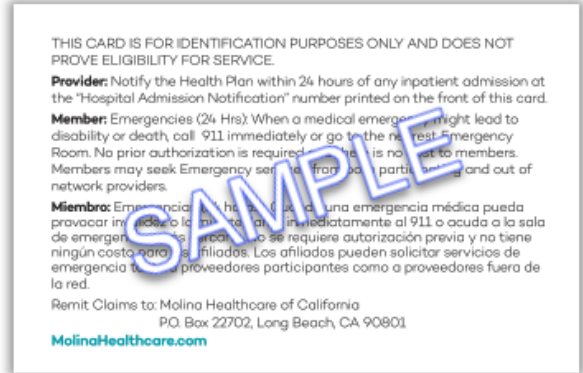 THIS CARD IS FOR IDENTIFICATION PURPOSES ONLY AND DOES NOT
PROVE ELIGIBILITY FOR SERVICE.
Provider: Notify the Health Plan within 24 hours of any inpatient admission at
the “Hospital Admission Notification” number printed on the front of this card.
Member: Emergencies (24 Hrs): When a medical emergency might lead to
disability or death, call 911 immediately or go to the nearest Emergency
Room. No prior authorization is required is no to members.
Members may seek Emergency from participating and out of
network providers.
Miembro: una emergencia médica pueda
provocar invalidez o inmediatamente al 911 o acuda a la sala
de emergencias se requiere autorización previa y no tiene
ningún costo para afiliados. Los afiliados pueden solicitar servicios de
emergencia proveedores participantes como a proveedores fuera de
la red.
Remit Claims to: Molina Healthcare of California
P.O. Box 22702, Long Beach, CA 90801
MolinaHealthcare.com
SAMPLE